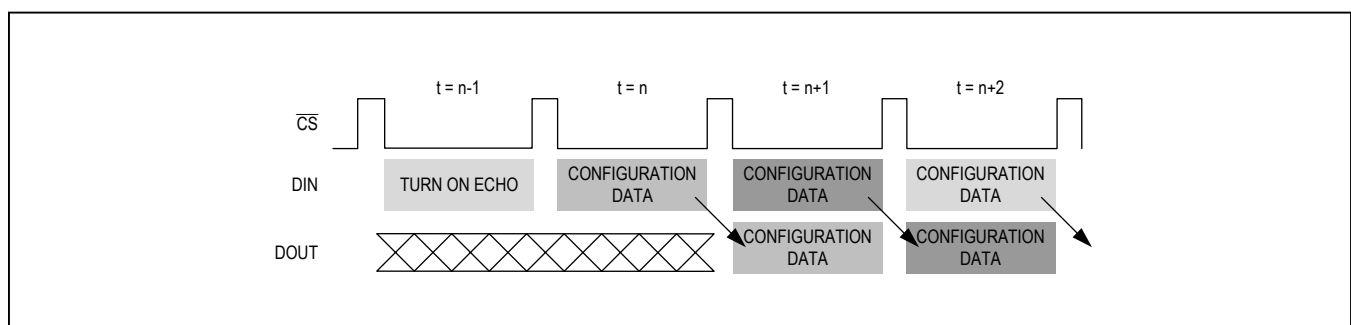 t = n-1 t = n t = n+1 t = n+2
CS
DIN TURN ON ECHO CONFIGURATION DATA CONFIGURATION DATA CONFIGURATION DATA
DOUT CONFIGURATION DATA CONFIGURATION DATA